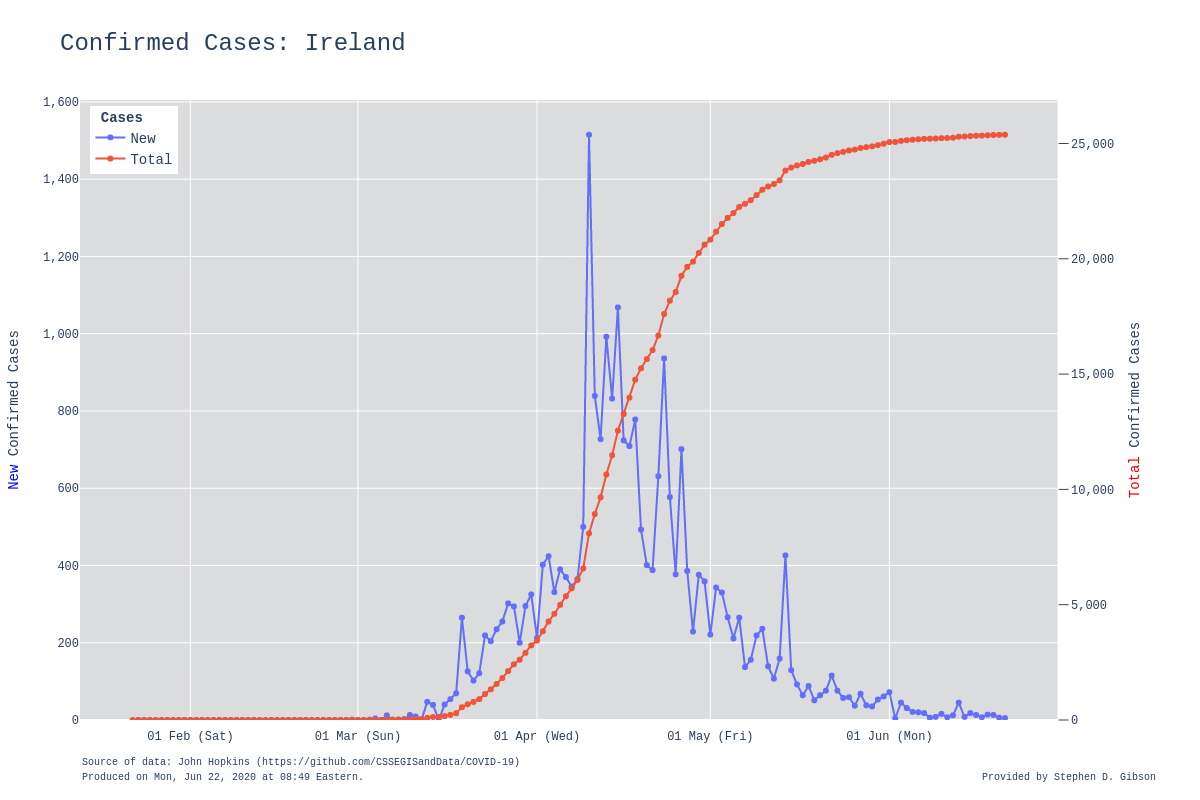 Confirmed Cases: Ireland
Cases
New
Total
1,600
1,400
1,200
1,000
800
600
400
200
0
25,000
20,000
15,000
10,000
5,000
0
New Confirmed Cases
Total Confirmed Cases
01 Feb (Sat)
01 Mar (Sun)
01 Apr (Wed)
01 May (Fri)
01 Jun (Mon)
Source of data: John Hopkins (https://github.com/CSSEGISandData/COVID-19)
Produced on Mon, Jun 22, 2020 at 08:49 Eastern.
Provided by Stephen D. Gibson